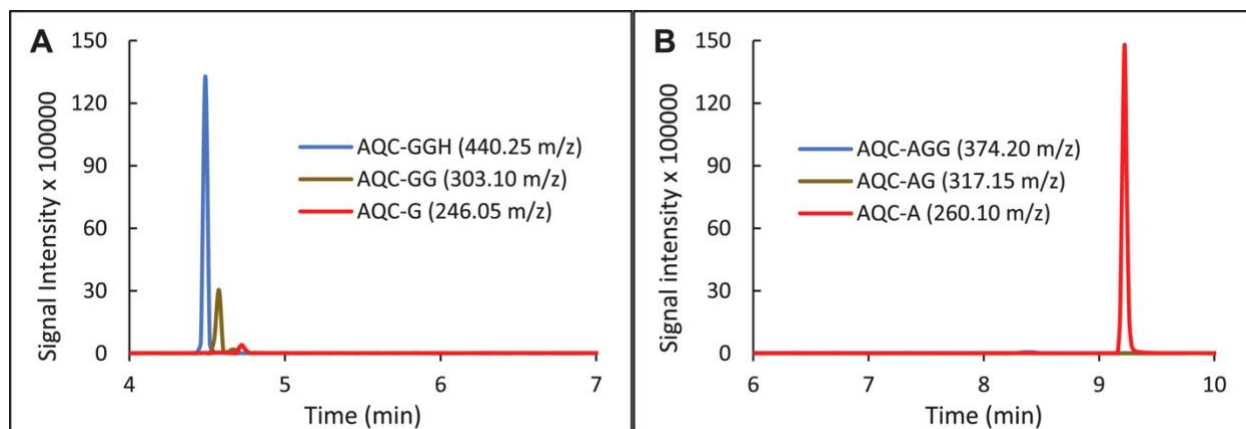 A
Signal Intensity x 100000
150
120
90
60
30
0
AQC-GGH (440.25 m/z)
AQC-GG (303.10 m/z)
AQC-G (246.05 m/z)
4 5 6 7
Time (min)
B
Signal intensity x 100000
150
120
90
60
30
0
AQC-AGG (374.20 m/z)
AQC-AG (317.15 m/z)
AQC-A (260.10 m/z)
6 7 8 9 10
Time (min)